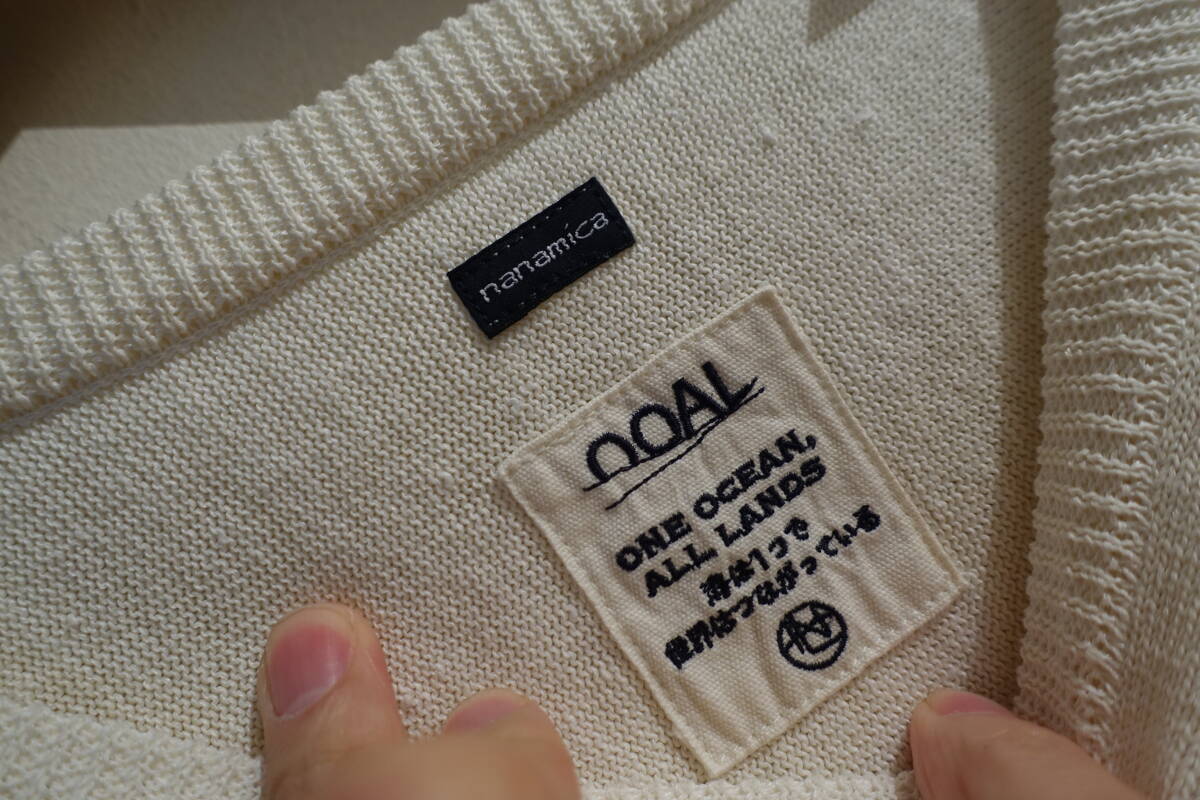 nanamica
OOAL
ONE OCEAN,
ALL LANDS
海は1つで
世界はつながっている